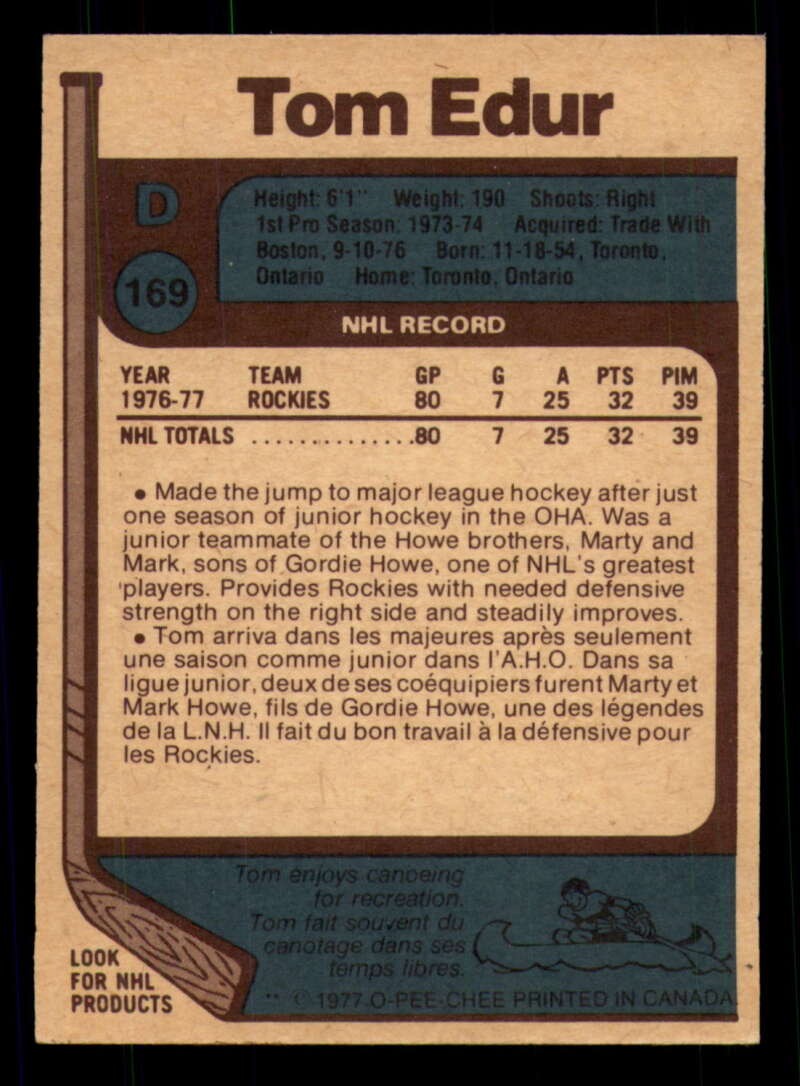 Tom Edur
D
Height: 6'1" Weight: 190 Shoots: Right
1st Pro Season: 1973-74 Acquired: Trade With
Boston, 9-10-76 Born: 11-18-54, Toronto,
Ontario Home: Toronto, Ontario
169
NHL RECORD
YEAR TEAM GP G A PTS PIM
1976-77 ROCKIES 80 7 25 32 39
NHL TOTALS ...............80 7 25 32 39
• Made the jump to major league hockey after just
one season of junior hockey in the OHA. Was a
junior teammate of the Howe brothers, Marty and
Mark, sons of Gordie Howe, one of NHL's greatest
players. Provides Rockies with needed defensive
strength on the right side and steadily improves.
• Tom arriva dans les majeures après seulement
une saison comme junior dans l'A.H.O. Dans sa
ligue junior, deux de ses coéquipiers furent Marty et
Mark Howe, fils de Gordie Howe, une des légendes
de la L.N.H. Il fait du bon travail à la défensive pour
les Rockies.
Tom enjoys canoeing
for recreation.
Tom fait souvent du
canotage dans ses
temps libres.
LOOK
FOR NHL
PRODUCTS
** © 1977 O-PEE-CHEE PRINTED IN CANADA